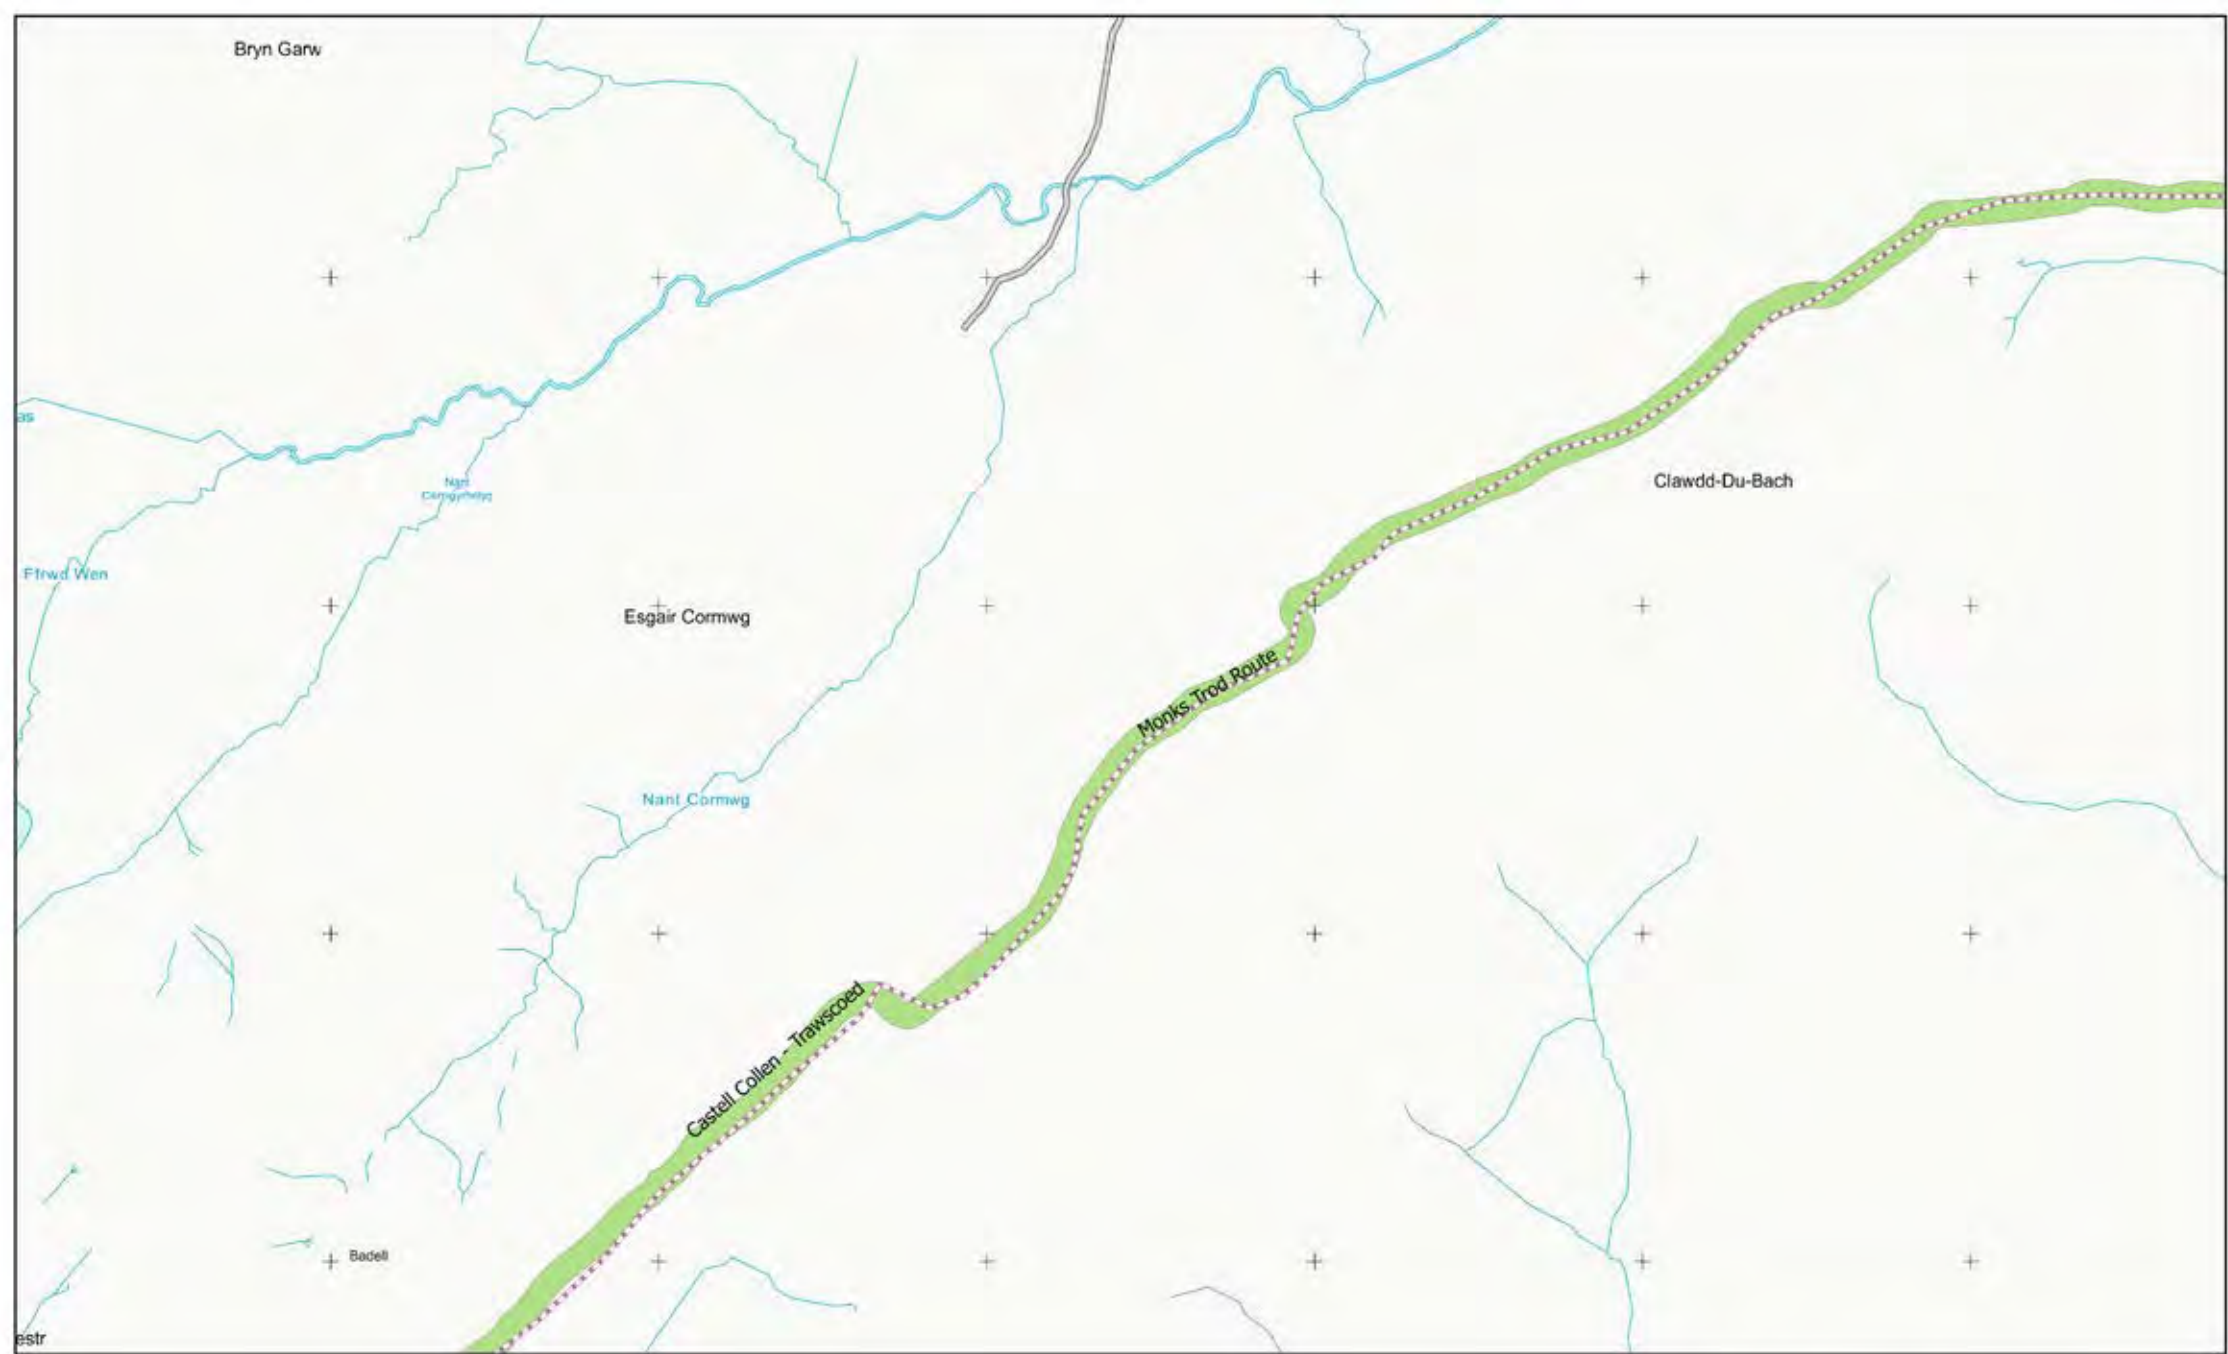 Bryn Garw
as
Nant
Clawdd-Du-Bach
Ffrwd Wen
Esgair Cormwg
Monks Trod Route
Nant Cormwg
Castell Collen - Trawscoed
Badell
estr